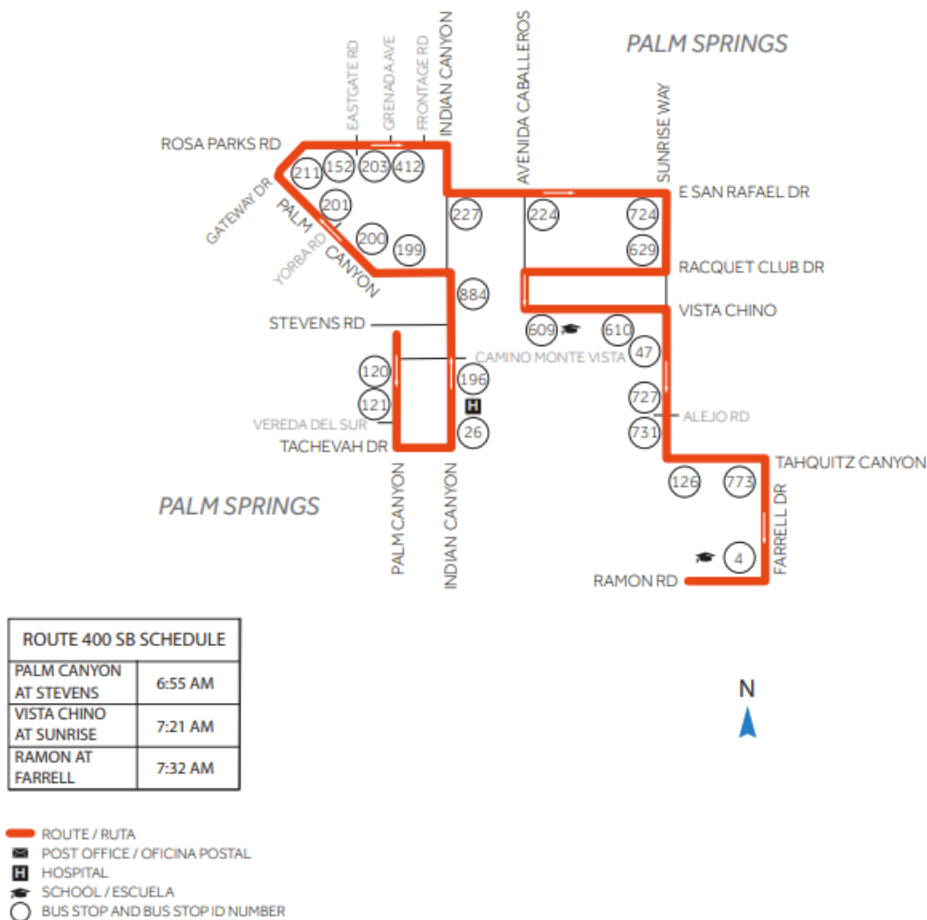 PALM SPRINGS
EASTGATE RD
GRENADA AVE
FRONTAGE RD
INDIAN CANYON
AVENIDA CABALLEROS
SUNRISE WAY
ROSA PARKS RD
211
152
203
412
E SAN RAFAEL DR
GATEWAY DR
PALM CANYON
201
227
224
724
YORBA RD
200
199
629
RACQUET CLUB DR
884
VISTA CHINO
STEVENS RD
609
610
47
CAMINO MONTE VISTA
120
196
121
H
727
ALEJO RD
VEREDA DEL SUR
26
731
TACHEVAH DR
TAHQUITZ CANYON
126
773
PALM SPRINGS
PALM CANYON
INDIAN CANYON
FARRELL DR
4
RAMON RD
ROUTE 400 SB SCHEDULE
PALM CANYON
AT STEVENS
6:55 AM
VISTA CHINO
AT SUNRISE
7:21 AM
RAMON AT
FARRELL
7:32 AM
N
ROUTE / RUTA
POST OFFICE / OFICINA POSTAL
H HOSPITAL
SCHOOL / ESCUELA
BUS STOP AND BUS STOP ID NUMBER